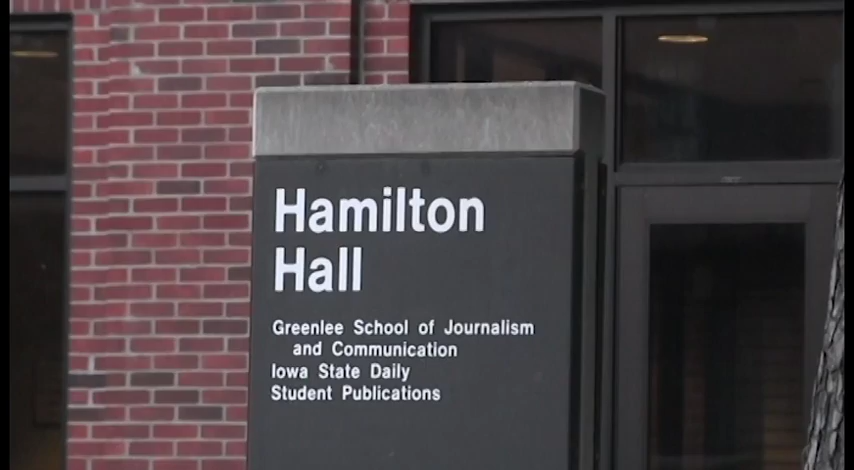 Hamilton
Hall
Greenlee School of Journalism
and Communication
Iowa State Daily
Student Publications